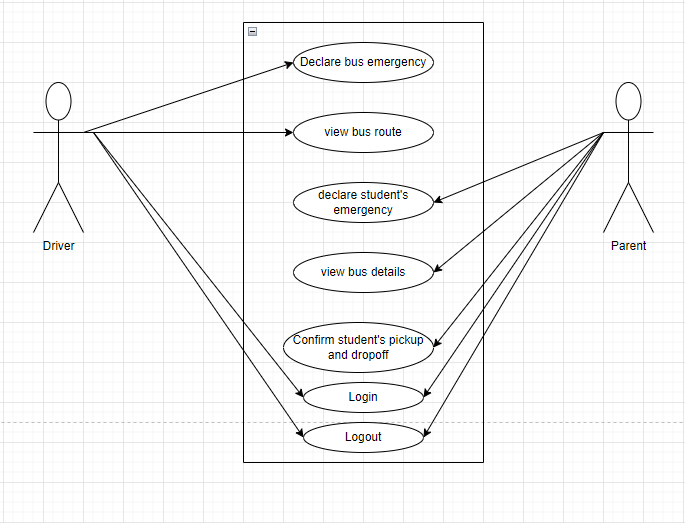 Declare bus emergency
view bus route
declare student's
emergency
Driver
Parent
view bus details
Confirm student's pickup
and dropoff
Login
Logout